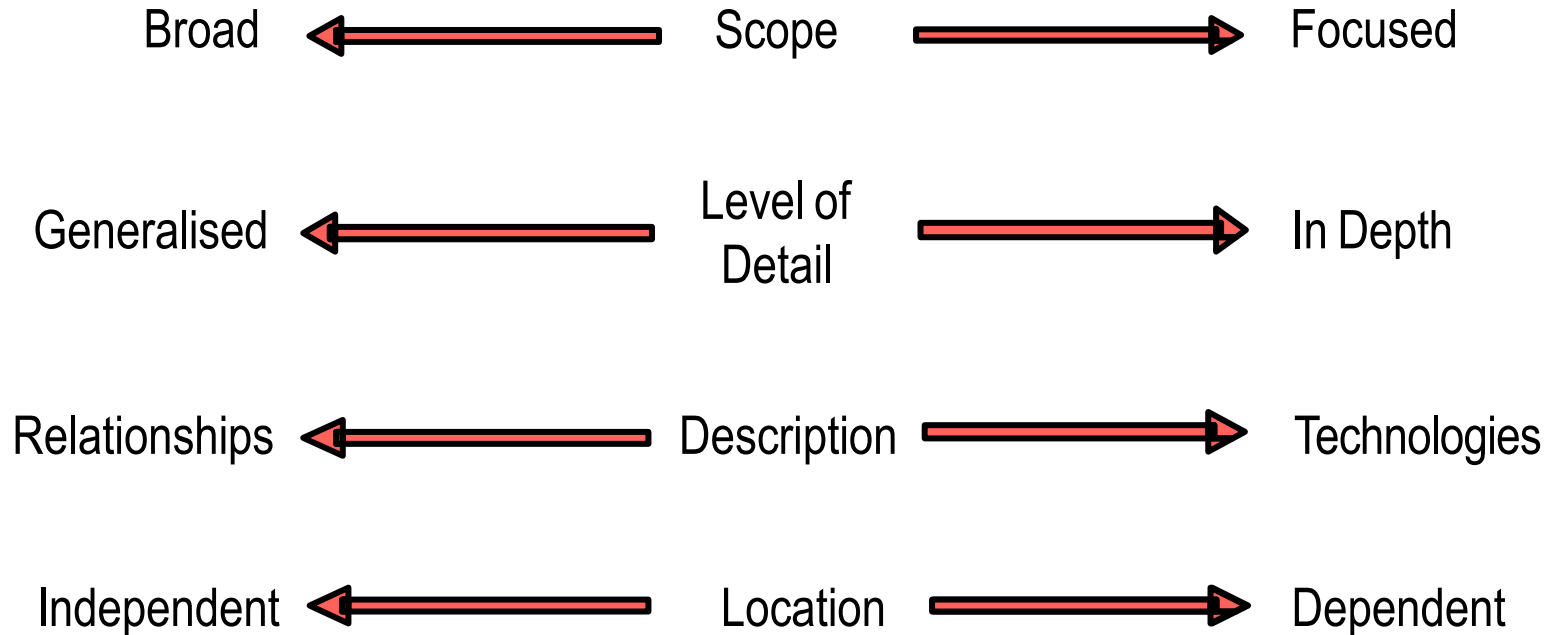 Broad Scope Focused
Generalised Level of Detail In Depth
Relationships Description Technologies
Independent Location Dependent